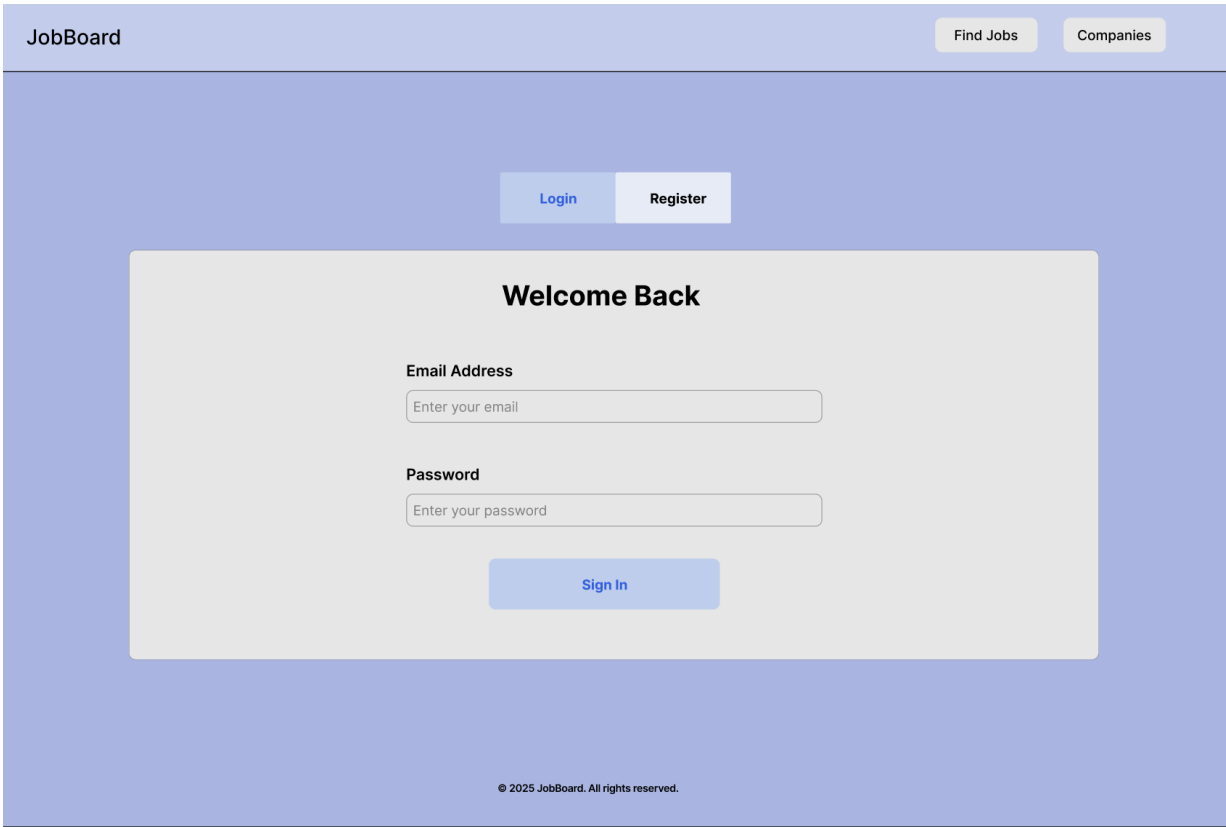 JobBoard
Find Jobs
Companies
Login
Register
Welcome Back
Email Address
Enter your email
Password
Enter your password
Sign In
© 2025 JobBoard. All rights reserved.